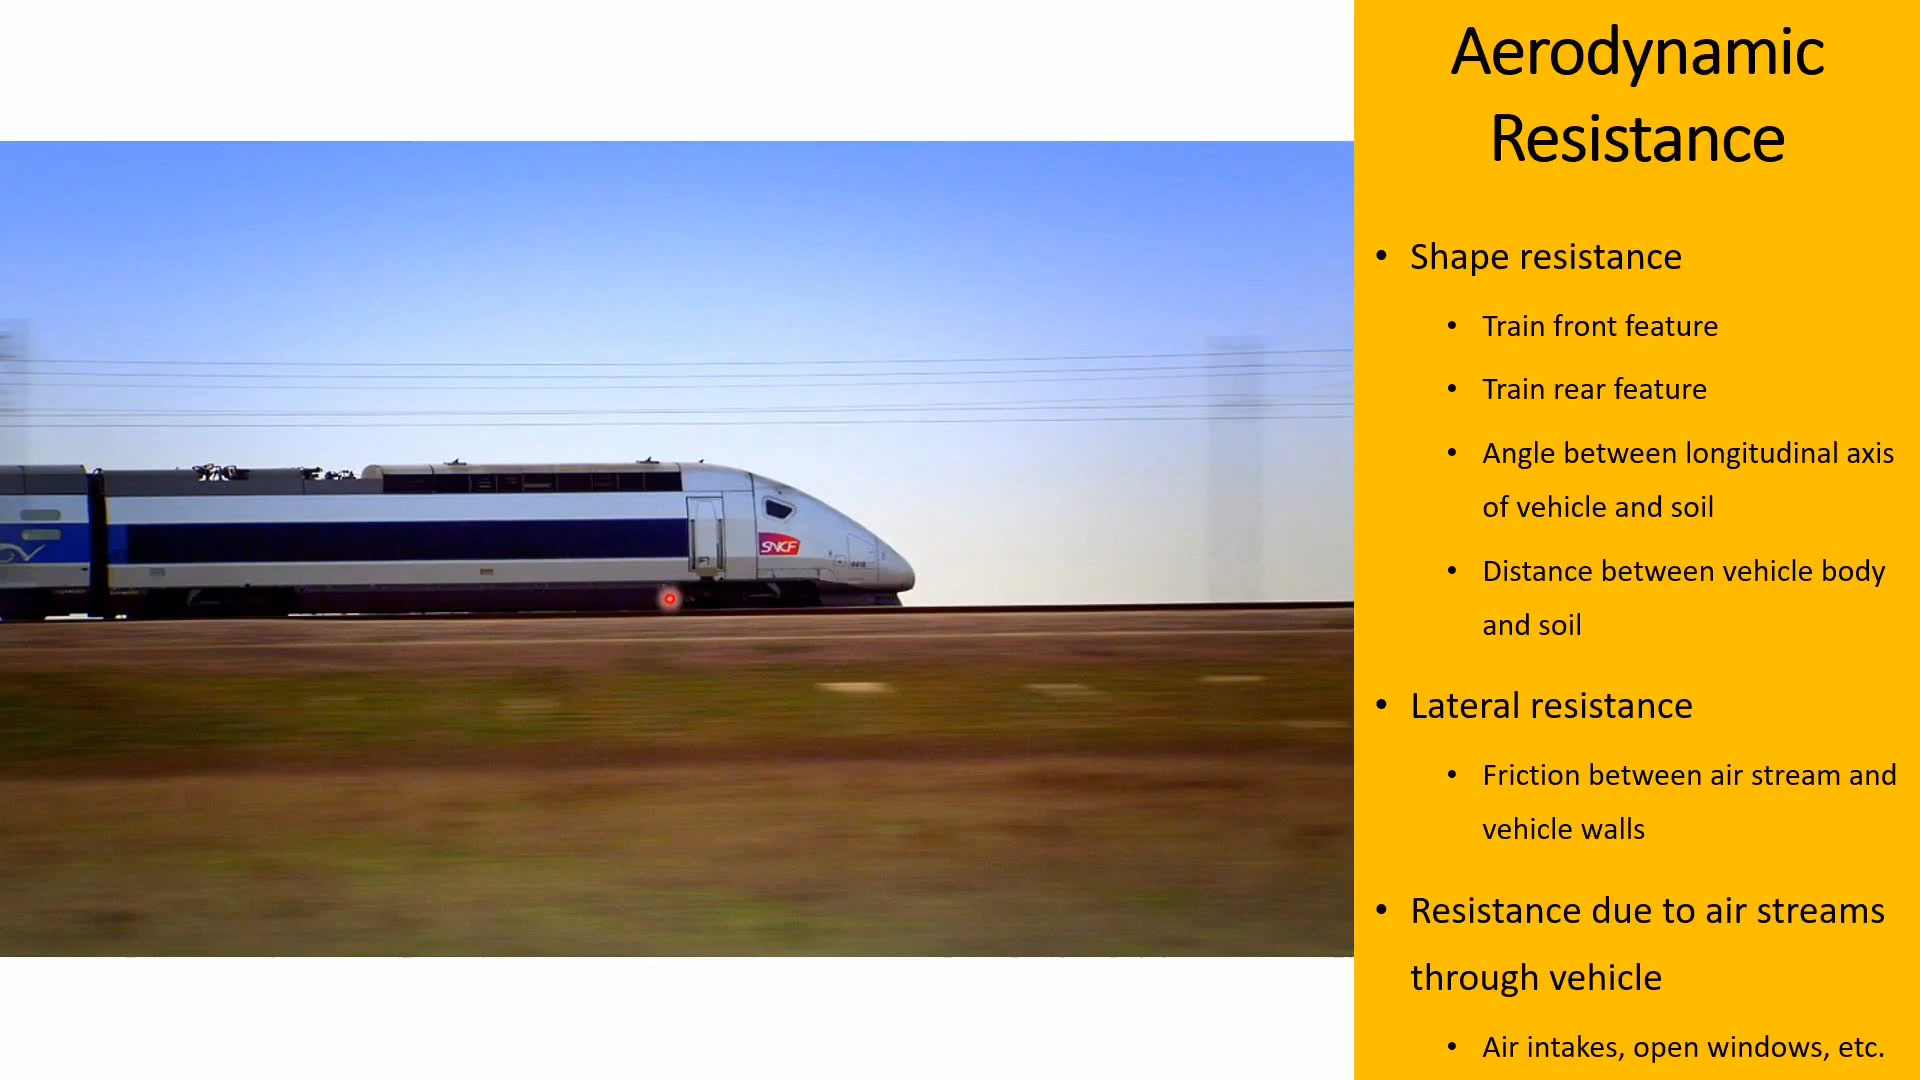 Aerodynamic
Resistance
• Shape resistance
• Train front feature
• Train rear feature
• Angle between longitudinal axis
of vehicle and soil
• Distance between vehicle body
and soil
• Lateral resistance
• Friction between air stream and
vehicle walls
• Resistance due to air streams
through vehicle
• Air intakes, open windows, etc.
SNCF